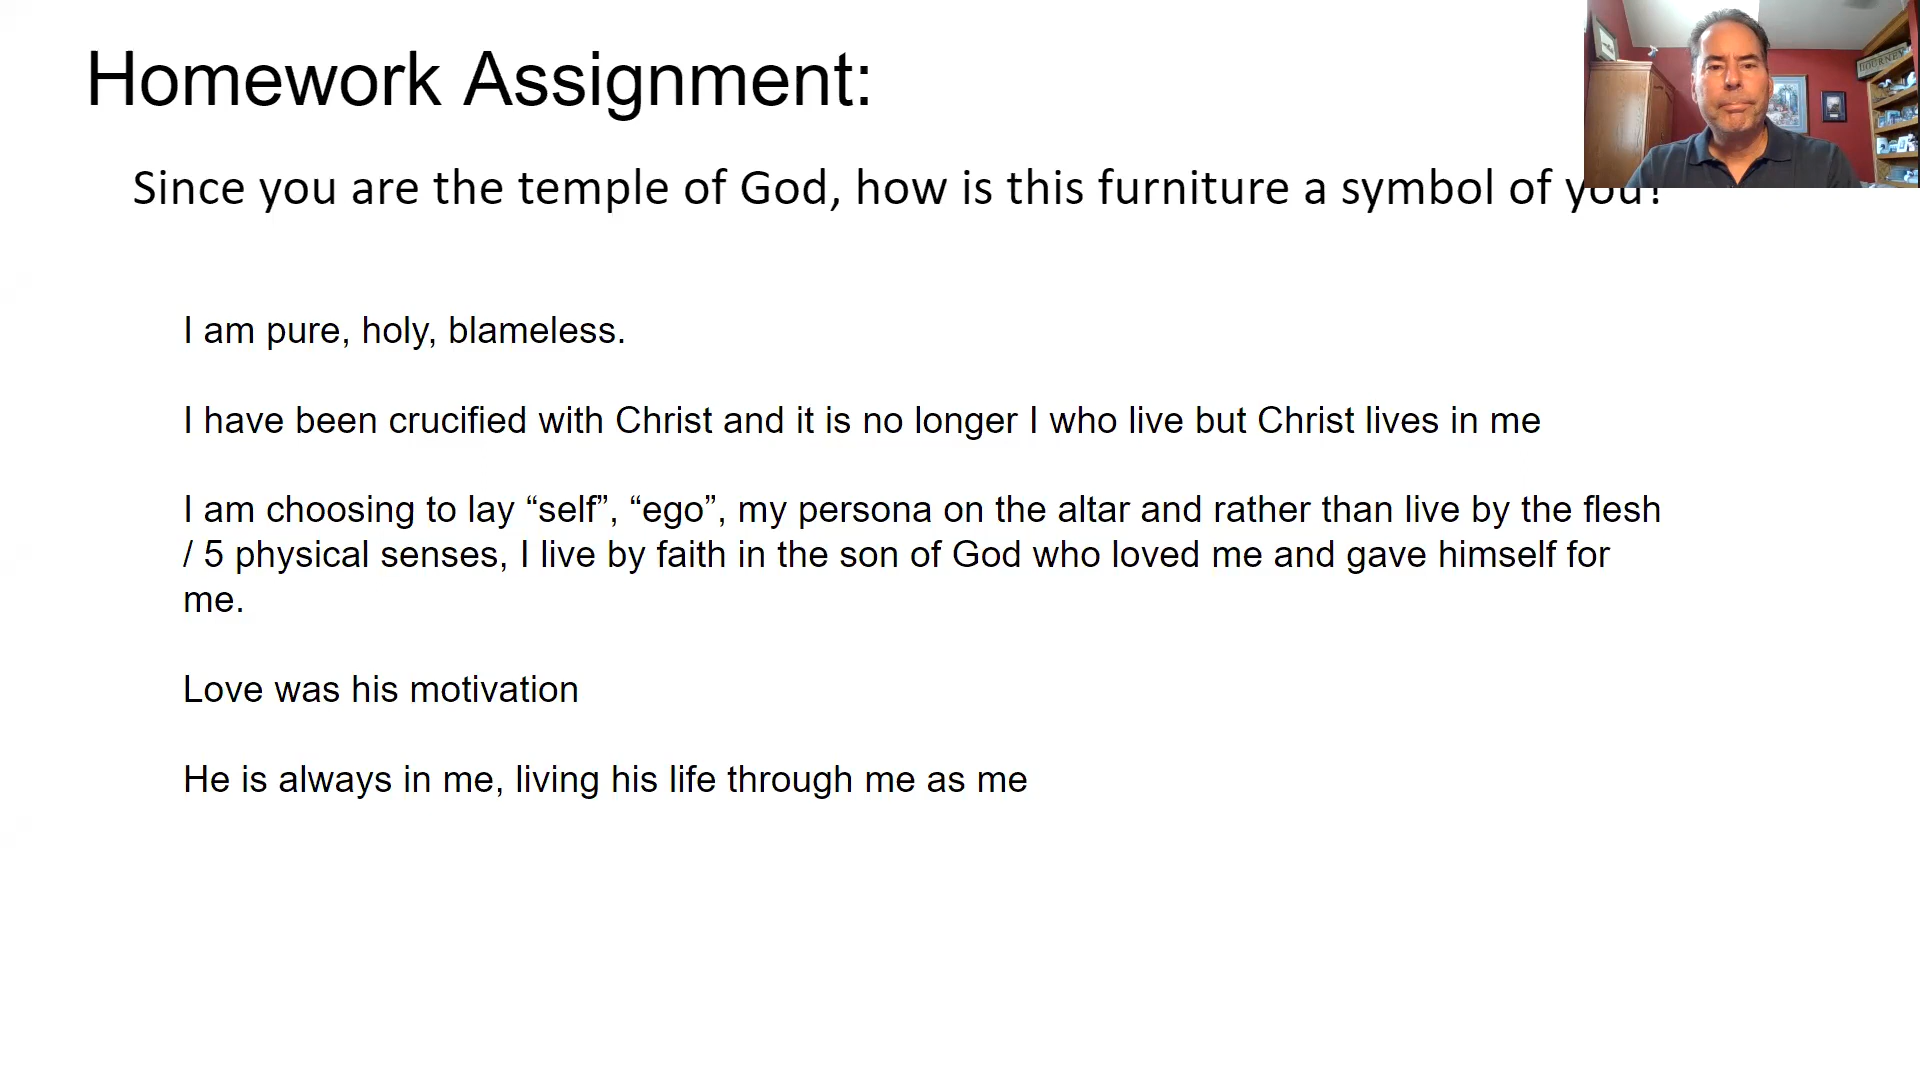 Homework Assignment:
Since you are the temple of God, how is this furniture a symbol of you?
I am pure, holy, blameless.
I have been crucified with Christ and it is no longer I who live but Christ lives in me
I am choosing to lay “self”, “ego”, my persona on the altar and rather than live by the flesh
/ 5 physical senses, I live by faith in the son of God who loved me and gave himself for
me.
Love was his motivation
He is always in me, living his life through me as me
JOURNEY